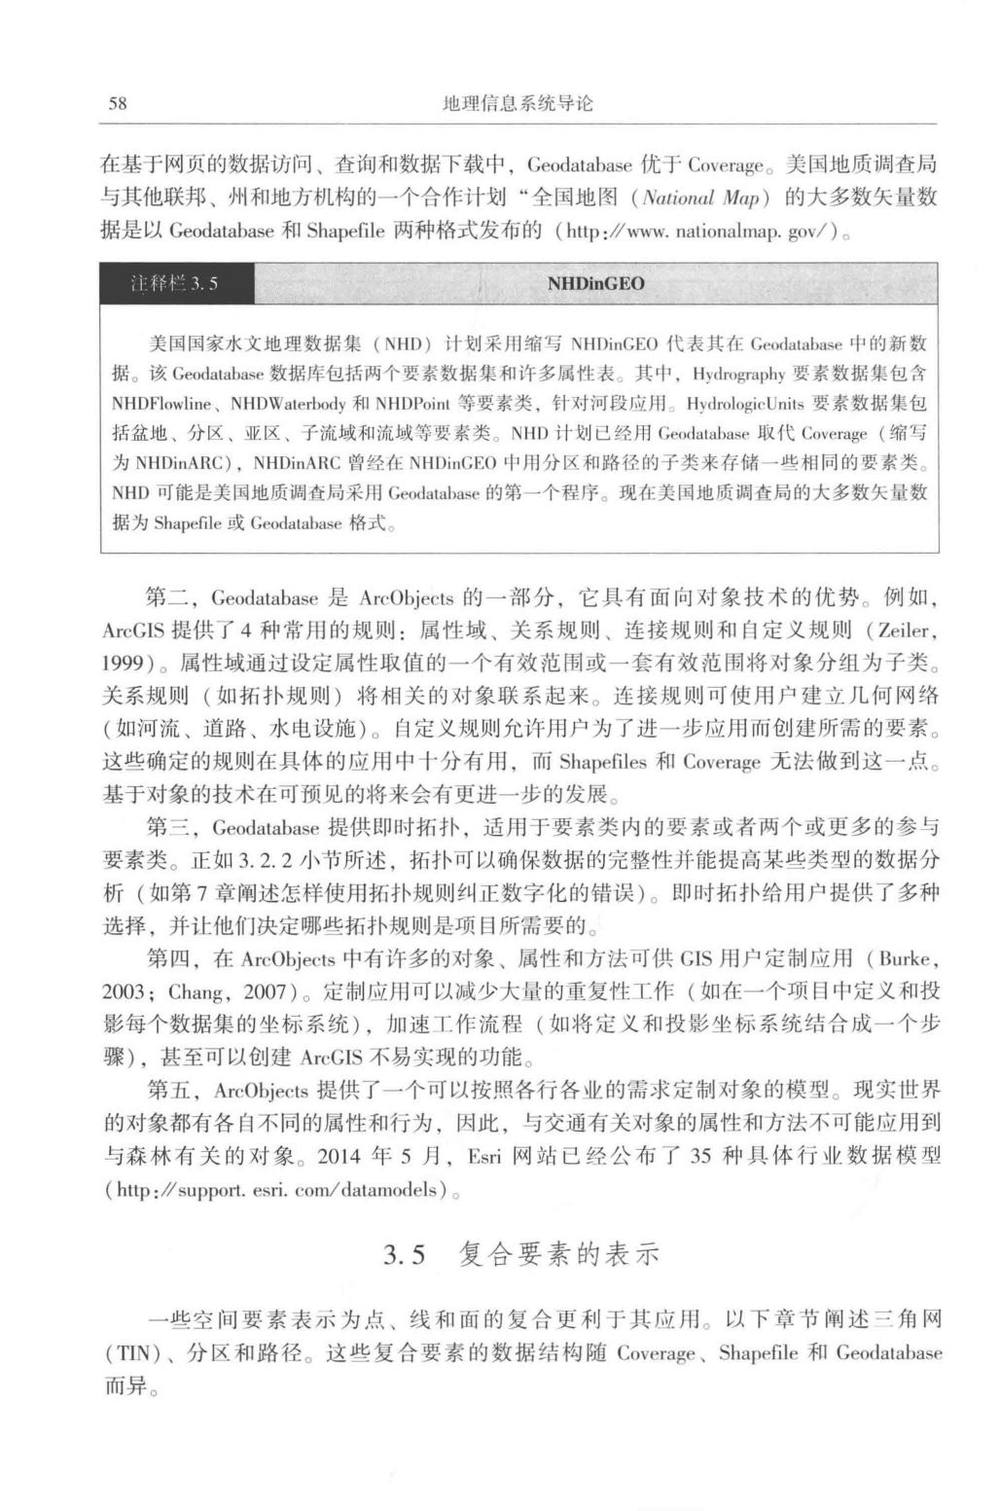 58
地理信息系统导论
在基于网页的数据访问、查询和数据下载中，Geodatabase 优于 Coverage。美国地质调查局
与其他联邦、州和地方机构的一个合作计划“全国地图（National Map）的大多数矢量数
据是以 Geodatabase 和 Shapefile 两种格式发布的（http://www. nationalmap. gov/）。
注释栏 3. 5
NHDinGEO
美国国家水文地理数据集（NHD）计划采用缩写 NHDinGEO 代表其在 Geodatabase 中的新数
据。该 Geodatabase 数据库包括两个要素数据集和许多属性表。其中，Hydrography 要素数据集包含
NHDFlowline、NHDWaterbody 和 NHDPoint 等要素类，针对河段应用。HydrologicUnits 要素数据集包
括盆地、分区、亚区、子流域和流域等要素类。NHD 计划已经用 Geodatabase 取代 Coverage（缩写
为 NHDinARC），NHDinARC 曾经在 NHDinGEO 中用分区和路径的子类来存储一些相同的要素类。
NHD 可能是美国地质调查局采用 Geodatabase 的第一个程序。现在美国地质调查局的大多数矢量数
据为 Shapefile 或 Geodatabase 格式。
第二，Geodatabase 是 ArcObjects 的一部分，它具有面向对象技术的优势。例如，
ArcGIS 提供了 4 种常用的规则：属性域、关系规则、连接规则和自定义规则（Zeiler，
1999）。属性域通过设定属性取值的一个有效范围或一套有效范围将对象分组为子类。
关系规则（如拓扑规则）将相关的对象联系起来。连接规则可使用户建立几何网络
（如河流、道路、水电设施）。自定义规则允许用户为了进一步应用而创建所需的要素。
这些确定的规则在具体的应用中十分有用，而 Shapefiles 和 Coverage 无法做到这一点。
基于对象的技术在可预见的将来会有更进一步的发展。
第三，Geodatabase 提供即时拓扑，适用于要素类内的要素或者两个或更多的参与
要素类。正如 3. 2. 2 小节所述，拓扑可以确保数据的完整性并能提高某些类型的数据分
析（如第 7 章阐述怎样使用拓扑规则纠正数字化的错误）。即时拓扑给用户提供了多种
选择，并让他们决定哪些拓扑规则是项目所需要的。
第四，在 ArcObjects 中有许多的对象、属性和方法可供 GIS 用户定制应用（Burke，
2003；Chang，2007）。定制应用可以减少大量的重复性工作（如在一个项目中定义和投
影每个数据集的坐标系统），加速工作流程（如将定义和投影坐标系统结合成一个步
骤），甚至可以创建 ArcGIS 不易实现的功能。
第五，ArcObjects 提供了一个可以按照各行各业的需求定制对象的模型。现实世界
的对象都有各自不同的属性和行为，因此，与交通有关对象的属性和方法不可能应用到
与森林有关的对象。2014 年 5 月，Esri 网站已经公布了 35 种具体行业数据模型
（http://support. esri. com/datamodels）。
3. 5 复合要素的表示
一些空间要素表示为点、线和面的复合更利于其应用。以下章节阐述三角网
（TIN）、分区和路径。这些复合要素的数据结构随 Coverage、Shapefile 和 Geodatabase
而异。